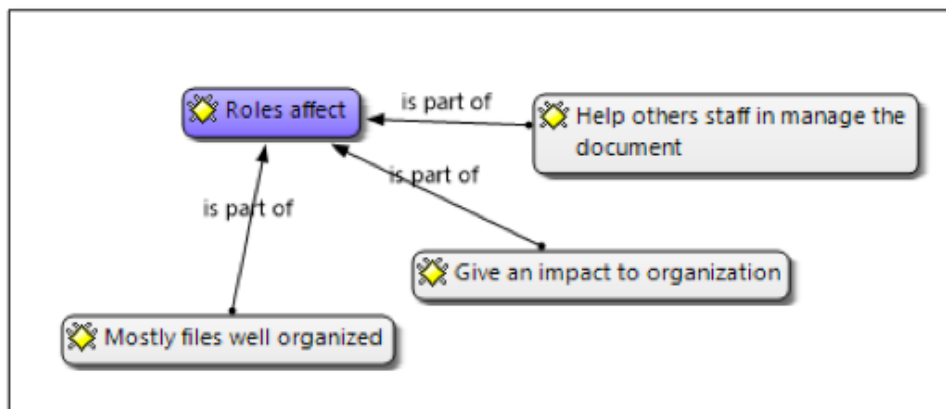 Roles affect
is part of
Help others staff in manage the
document
is part of
is part of
Give an impact to organization
Mostly files well organized